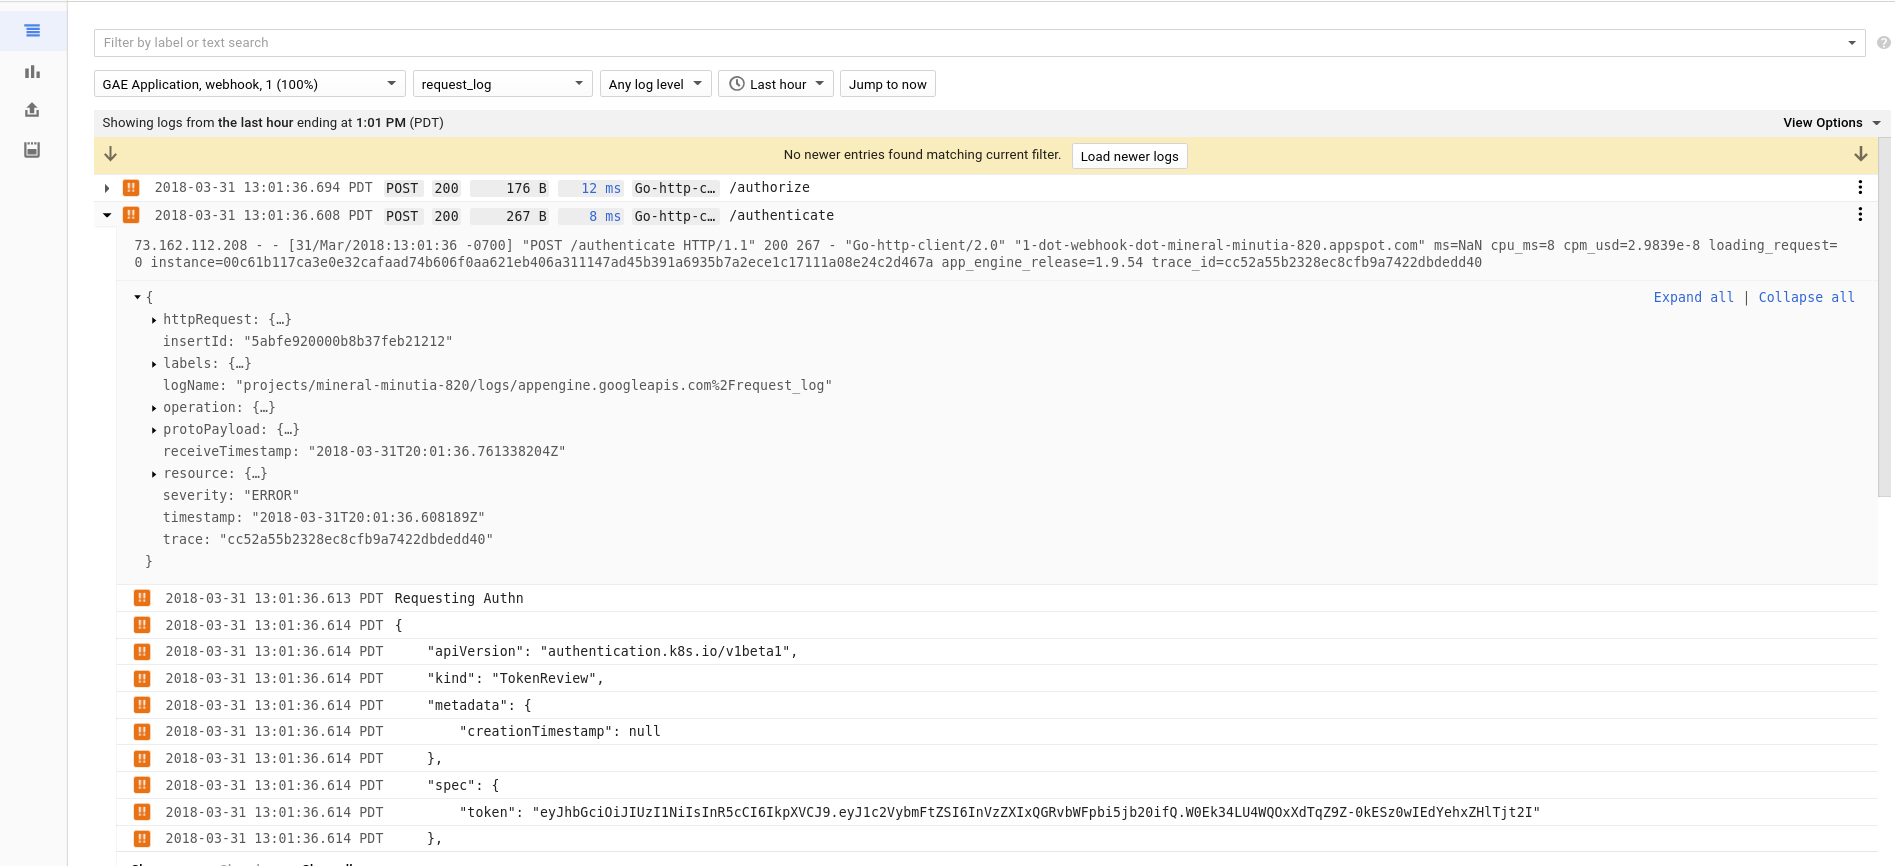 Filter by label or text search
GAE Application, webhook, 1 (100%) request_log Any log level Last hour Jump to now
Showing logs from the last hour ending at 1:01 PM (PDT) View Options
No newer entries found matching current filter. Load newer logs
2018-03-31 13:01:36.694 PDT POST 200 176 B 12 ms Go-http-c… /authorize
2018-03-31 13:01:36.608 PDT POST 200 267 B 8 ms Go-http-c… /authenticate
73.162.112.208 - - [31/Mar/2018:13:01:36 -0700] "POST /authenticate HTTP/1.1" 200 267 - "Go-http-client/2.0" "1-dot-webhook-dot-mineral-minutia-820.appspot.com" ms=NaN cpu_ms=8 cpm_usd=2.9839e-8 loading_request=
0 instance=00c61b117ca3e0e32cafaad74b606f0aa621eb406a311147ad45b391a6935b7a2ece1c17111a08e24c2d467a app_engine_release=1.9.54 trace_id=cc52a55b2328ec8cfb9a7422dbdedd40
{ Expand all | Collapse all
httpRequest: {…}
insertId: "5abfe920000b8b37feb21212"
labels: {…}
logName: "projects/mineral-minutia-820/logs/appengine.googleapis.com%2Frequest_log"
operation: {…}
protoPayload: {…}
receiveTimestamp: "2018-03-31T20:01:36.761338204Z"
resource: {…}
severity: "ERROR"
timestamp: "2018-03-31T20:01:36.608189Z"
trace: "cc52a55b2328ec8cfb9a7422dbdedd40"
}
2018-03-31 13:01:36.613 PDT Requesting Authn
2018-03-31 13:01:36.614 PDT {
2018-03-31 13:01:36.614 PDT "apiVersion": "authentication.k8s.io/v1beta1",
2018-03-31 13:01:36.614 PDT "kind": "TokenReview",
2018-03-31 13:01:36.614 PDT "metadata": {
2018-03-31 13:01:36.614 PDT "creationTimestamp": null
2018-03-31 13:01:36.614 PDT },
2018-03-31 13:01:36.614 PDT "spec": {
2018-03-31 13:01:36.614 PDT "token": "eyJhbGciOiJIUzI1NiIsInR5cCI6IkpXVCJ9.eyJ1c2VybmFtZSI6InVzZXIxQGRvbWFpbi5jb20ifQ.W0Ek34LU4WQOxXdTqZ9Z-0kESz0wIEdYehxZHlTjt2I"
2018-03-31 13:01:36.614 PDT },